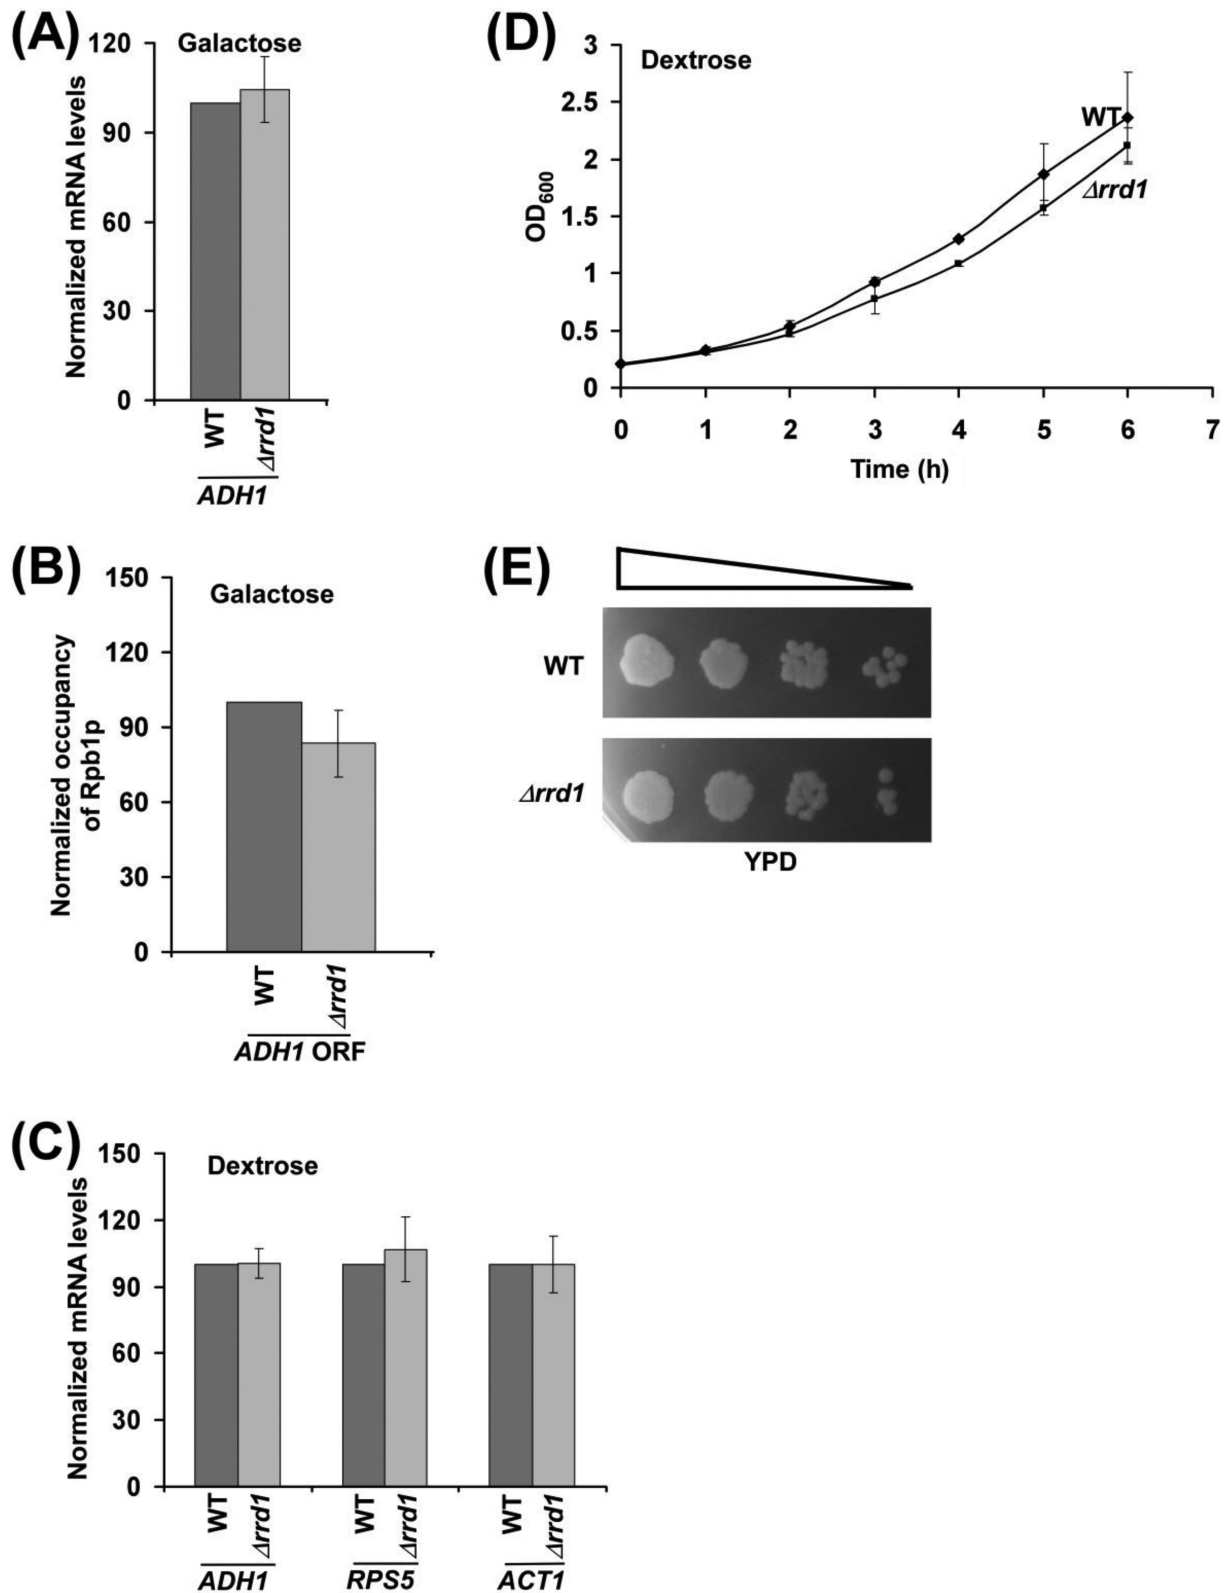 (A)
Galactose
Normalized mRNA levels
120
90
60
30
0
WT
Δrrd1
ADH1
(B)
Galactose
Normalized occupancy
of Rpb1p
150
120
90
60
30
0
WT
Δrrd1
ADH1 ORF
(C)
Dextrose
Normalized mRNA levels
150
120
90
60
30
0
WT
Δrrd1
WT
Δrrd1
WT
Δrrd1
ADH1
RPS5
ACT1
(D)
Dextrose
OD600
3
2.5
2
1.5
1
0.5
0
WT
Δrrd1
0 1 2 3 4 5 6 7
Time (h)
(E)
WT
Δrrd1
YPD